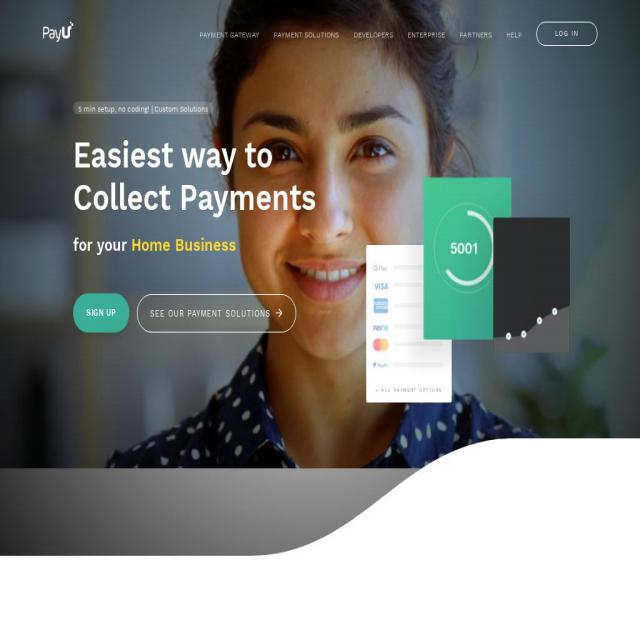 PayU
PAYMENT GATEWAY PAYMENT SOLUTIONS DEVELOPERS ENTERPRISE PARTNERS HELP LOG IN
5 min setup, no coding! | Custom Solutions
Easiest way to
Collect Payments
for your Home Business
SIGN UP
SEE OUR PAYMENT SOLUTIONS →
5001
G Pay
VISA
paytm
PayPal
+ ALL PAYMENT OPTIONS